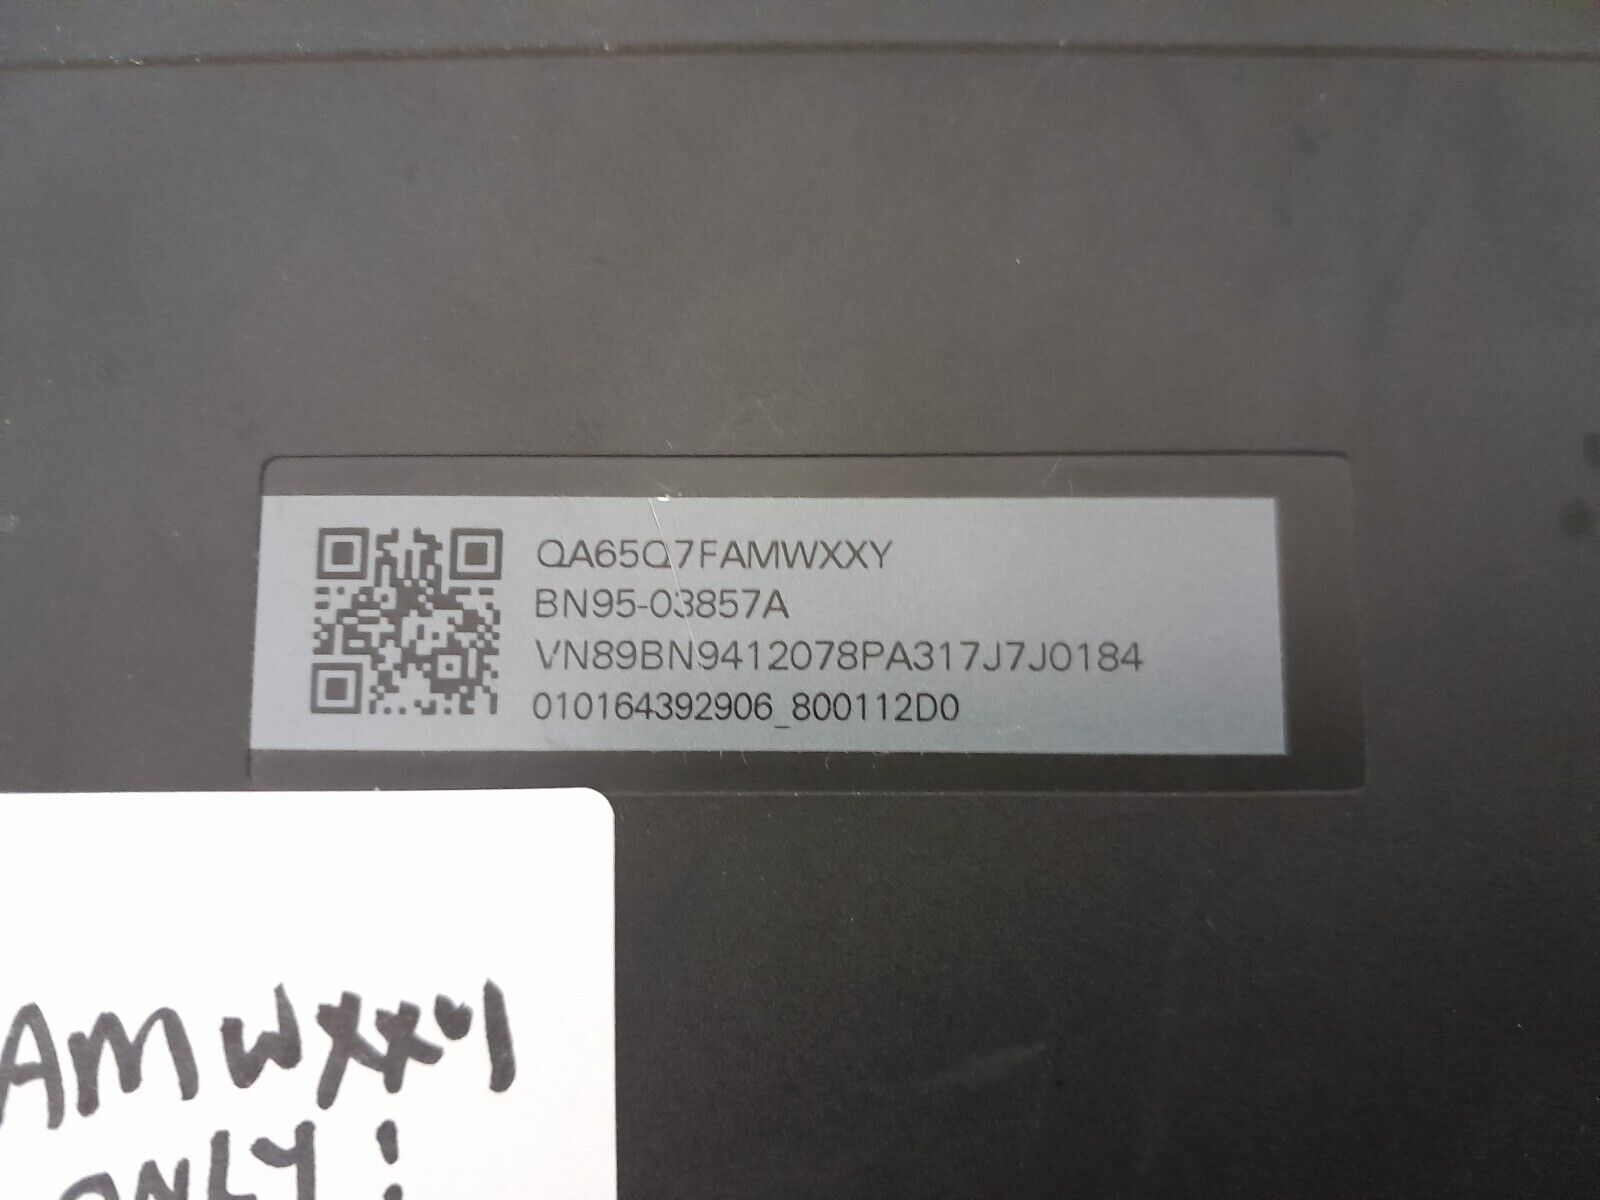 QA65Q7FAMWXXY
BN95-03857A
VN89BN9412078PA317J7J0184
010164392906_800112D0
AMWXXY
ONLY!